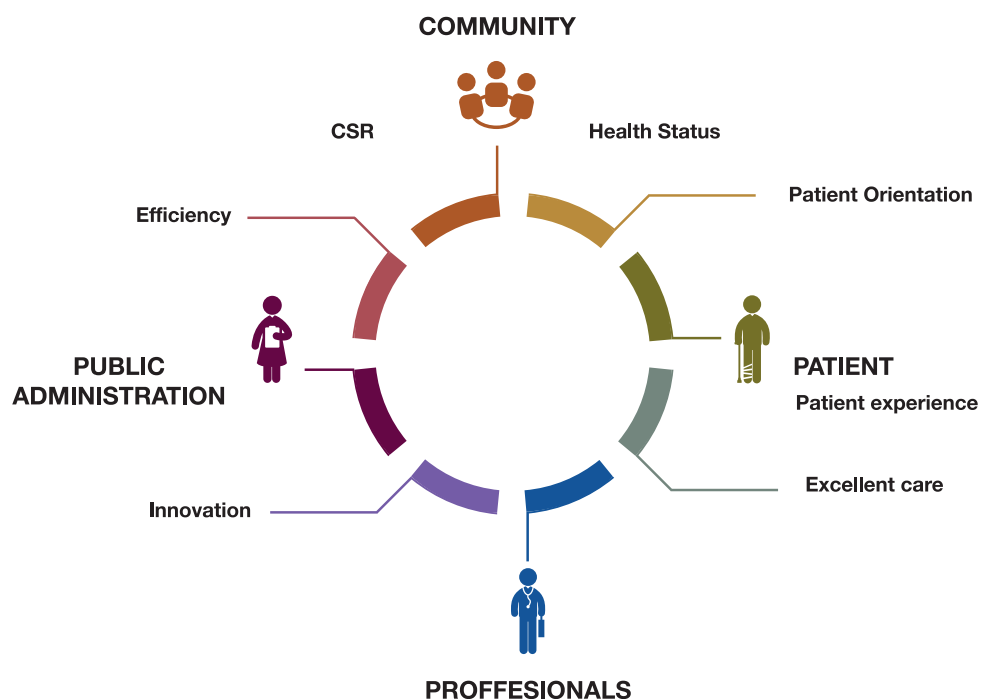 COMMUNITY
CSR
Health Status
Patient Orientation
Efficiency
PUBLIC
ADMINISTRATION
PATIENT
Patient experience
Excellent care
Innovation
PROFFESIONALS